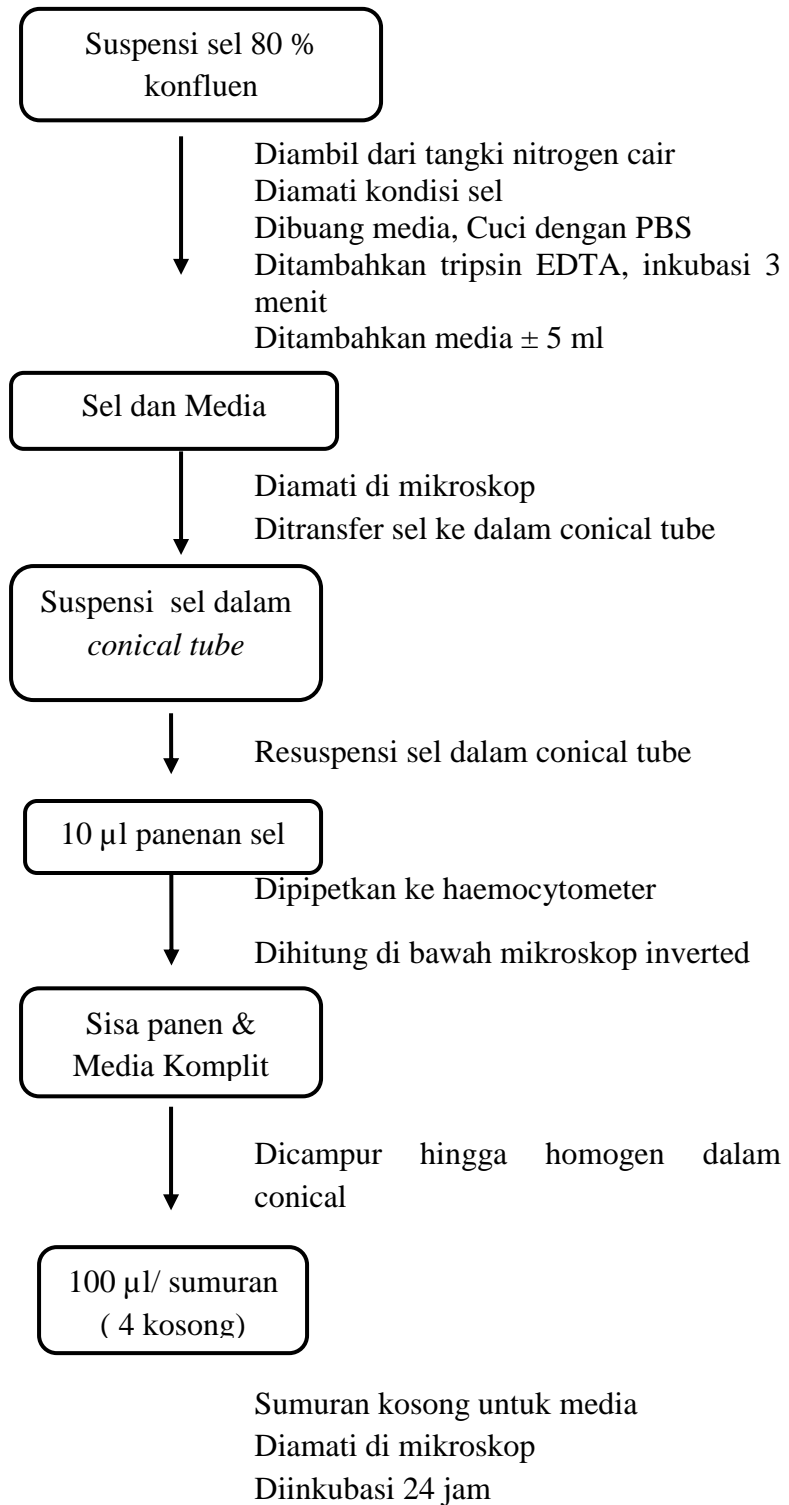 Suspensi sel 80 %
konfluen
Diambil dari tangki nitrogen cair
Diamati kondisi sel
Dibuang media, Cuci dengan PBS
Ditambahkan tripsin EDTA, inkubasi 3
menit
Ditambahkan media ± 5 ml
Sel dan Media
Diamati di mikroskop
Ditransfer sel ke dalam conical tube
Suspensi sel dalam
conical tube
Resuspensi sel dalam conical tube
10 µl panenan sel
Dipipetkan ke haemocytometer
Dihitung di bawah mikroskop inverted
Sisa panen &
Media Komplit
Dicampur hingga homogen dalam
conical
100 µl/ sumuran
( 4 kosong)
Sumuran kosong untuk media
Diamati di mikroskop
Diinkubasi 24 jam